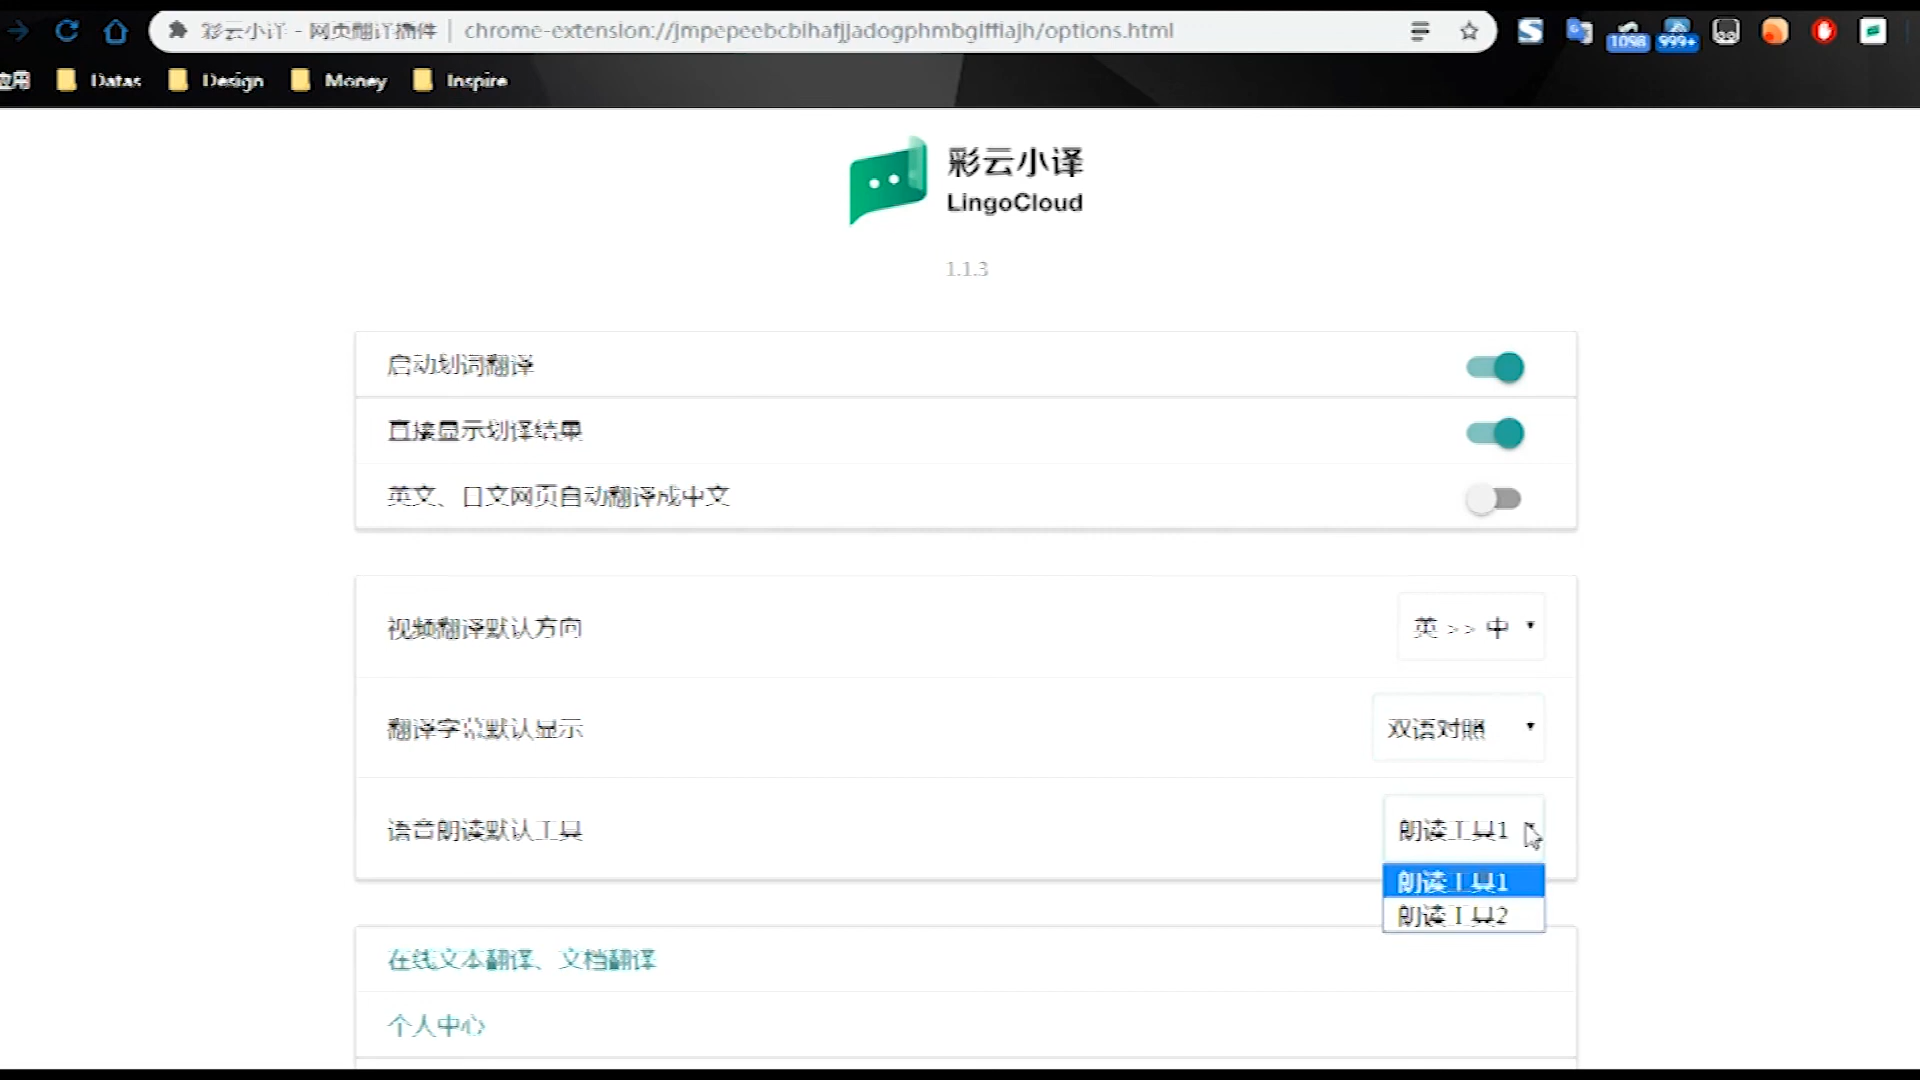 彩云小译 - 网页翻译插件 | chrome-extension://jmpepeebcbihafjjadogphmbgiffiajh/options.html
1098 999+
应用 Datas Design Money Inspire
彩云小译
LingoCloud
1.1.3
启动划词翻译
直接显示划译结果
英文、日文网页自动翻译成中文
视频翻译默认方向 英 >> 中
翻译字幕默认显示 双语对照
语音朗读默认工具 朗读工具1
朗读工具1
朗读工具2
在线文本翻译、文档翻译
个人中心